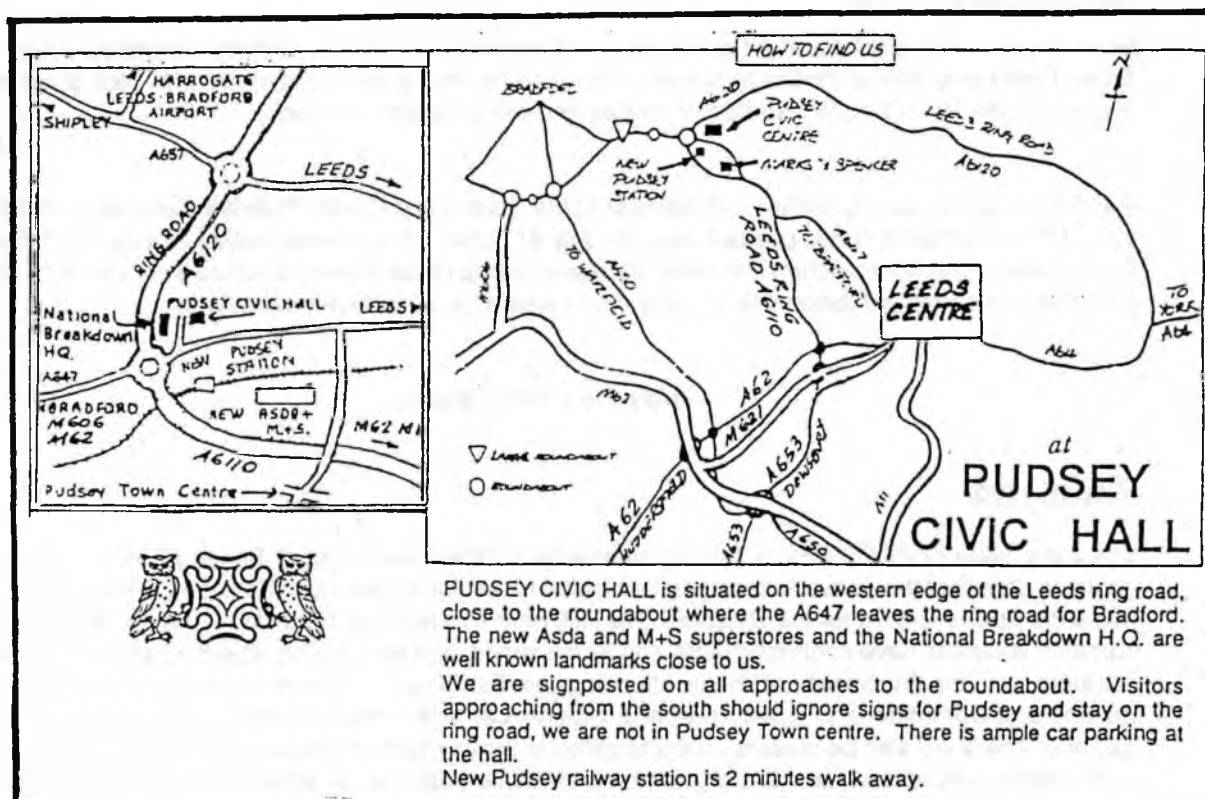 HARROGATE
LEEDS-BRADFORD
AIRPORT
SHIPLEY
A657
LEEDS
RING ROAD
A6120
PUDSEY CIVIC HALL
National
Breakdown
H.Q.
LEEDS
NEW
PUDSEY
STATION
A647
BRADFORD
M606
M62
NEW
ASDA +
M.+S.
M62 M1
A6110
Pudsey Town Centre
HOW TO FIND US
BRADFORD
A6120
PUDSEY
CIVIC
CENTRE
NEW
PUDSEY
STATION
MARKS & SPENCER
LEEDS RING ROAD
A6120
LEEDS RING
ROAD A6110
A647
LEEDS
CENTRE
TO
YORK
A64
A64
M606
A650
TO WAKEFIELD
M62
A62
M621
A653
DEWSBURY
A62
HUDDERSFIELD
A653
A650
M1
LARGE ROUNDABOUT
ROUNDABOUT
at
PUDSEY
CIVIC HALL
PUDSEY CIVIC HALL is situated on the western edge of the Leeds ring road,
close to the roundabout where the A647 leaves the ring road for Bradford.
The new Asda and M+S superstores and the National Breakdown H.Q. are
well known landmarks close to us.
We are signposted on all approaches to the roundabout. Visitors
approaching from the south should ignore signs for Pudsey and stay on the
ring road, we are not in Pudsey Town centre. There is ample car parking at
the hall.
New Pudsey railway station is 2 minutes walk away.